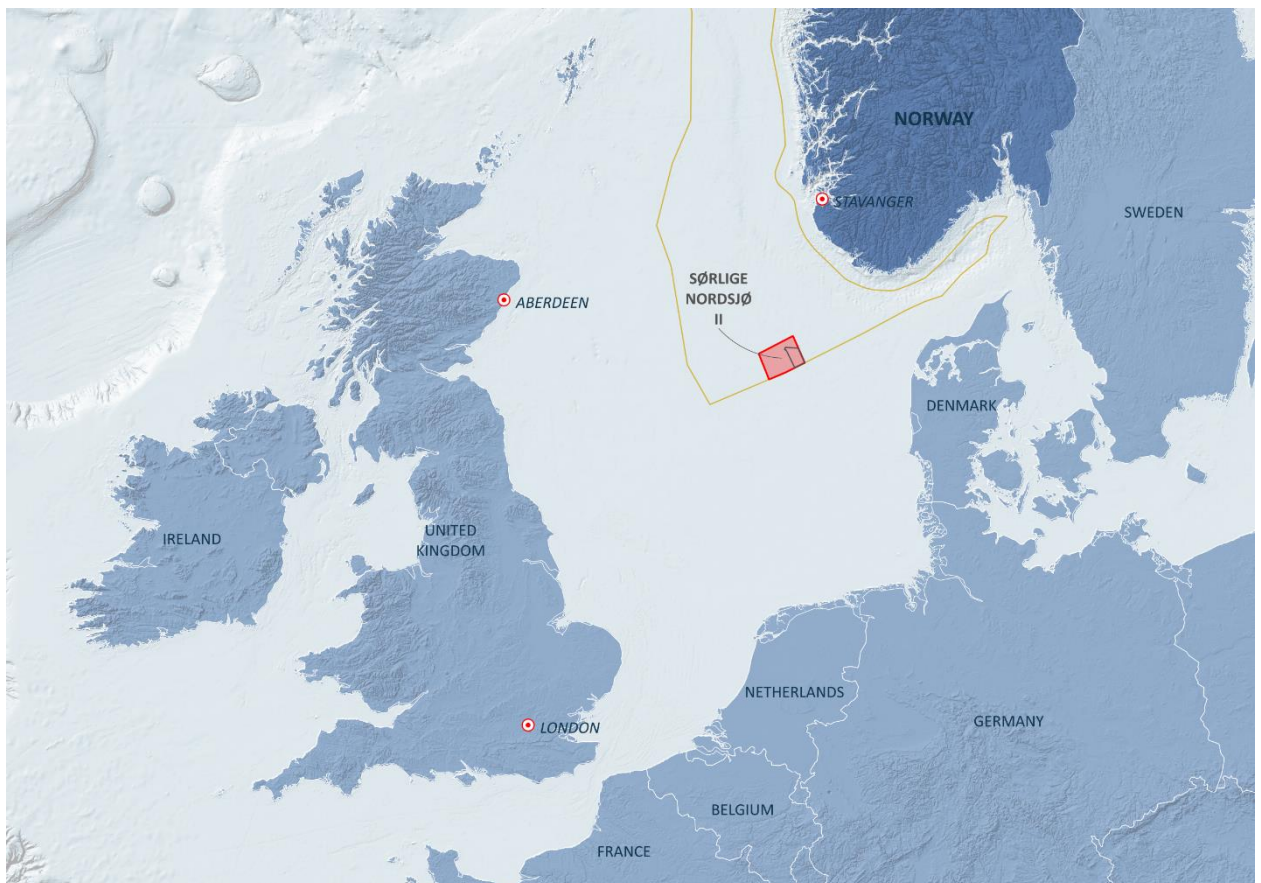 NORWAY
STAVANGER
SWEDEN
SØRLIGE
NORDSJØ
II
ABERDEEN
DENMARK
IRELAND
UNITED
KINGDOM
NETHERLANDS
GERMANY
LONDON
BELGIUM
FRANCE